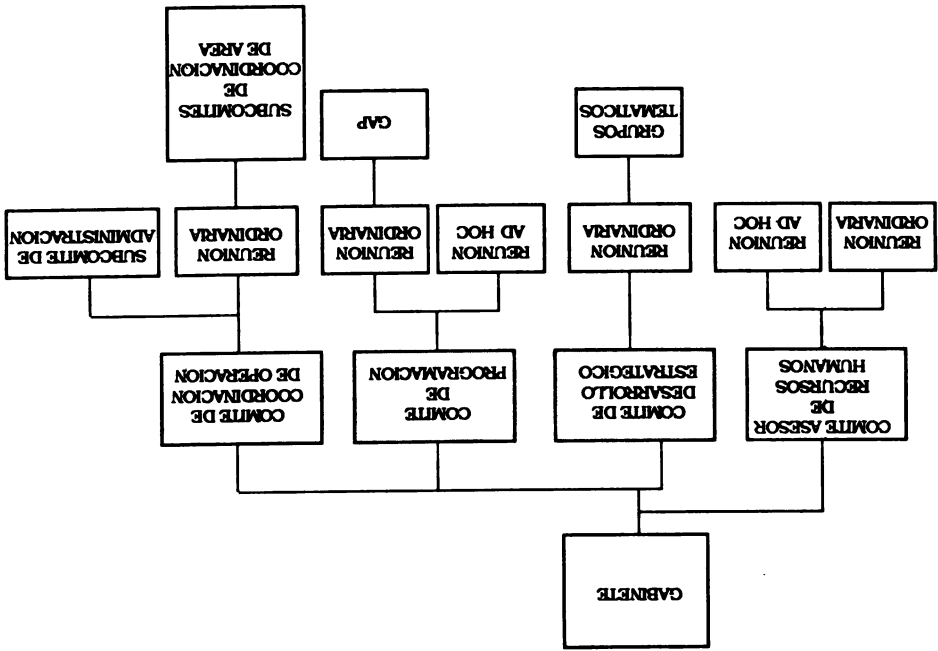 GABINETE
COMITE ASESOR
DE
RECURSOS
HUMANOS
COMITE DE
DESARROLLO
ESTRATEGICO
COMITE
DE
PROGRAMACION
COMITE DE
COORDINACION
DE OPERACION
REUNION
ORDINARIA
REUNION
AD HOC
REUNION
ORDINARIA
REUNION
AD HOC
REUNION
ORDINARIA
REUNION
ORDINARIA
SUBCOMITE DE
ADMINISTRACION
GRUPOS
TEMATICOS
GAP
SUBCOMITES
DE
COORDINACION
DE AREA